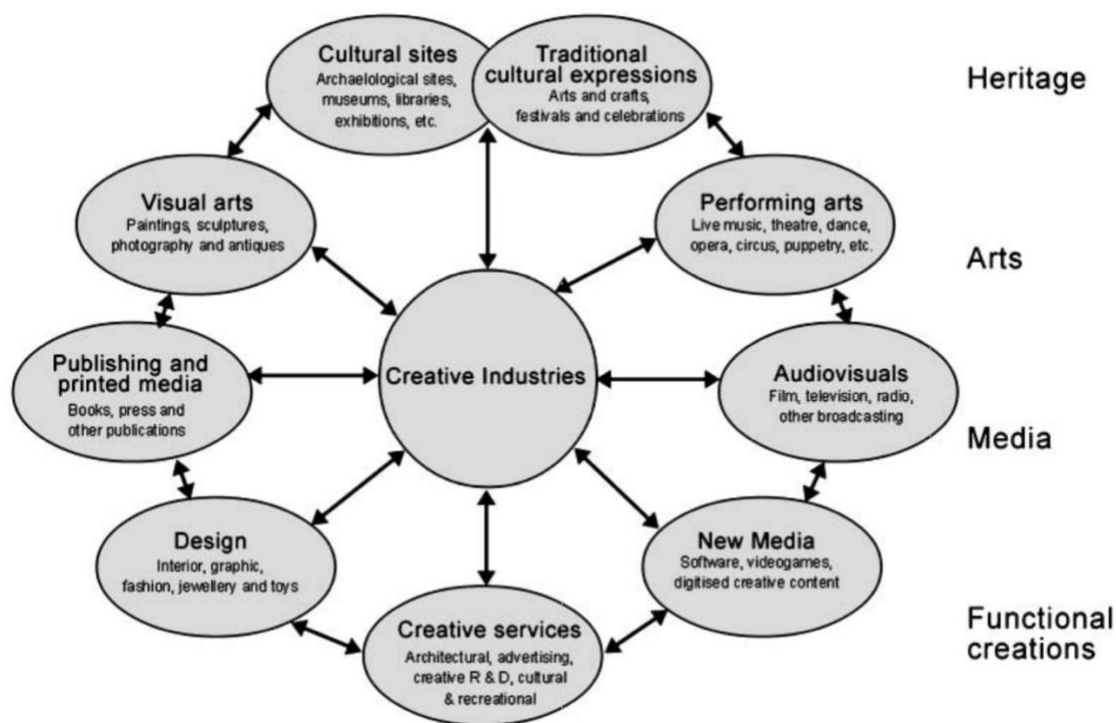 Cultural sites
Archaelological sites,
museums, libraries,
exhibitions, etc.
Traditional
cultural expressions
Arts and crafts,
festivals and celebrations
Heritage
Visual arts
Paintings, sculptures,
photography and antiques
Performing arts
Live music, theatre, dance,
opera, circus, puppetry, etc.
Arts
Publishing and
printed media
Books, press and
other publications
Creative Industries
Audiovisuals
Film, television, radio,
other broadcasting
Media
Design
Interior, graphic,
fashion, jewellery and toys
New Media
Software, videogames,
digitised creative content
Creative services
Architectural, advertising,
creative R & D, cultural
& recreational
Functional
creations